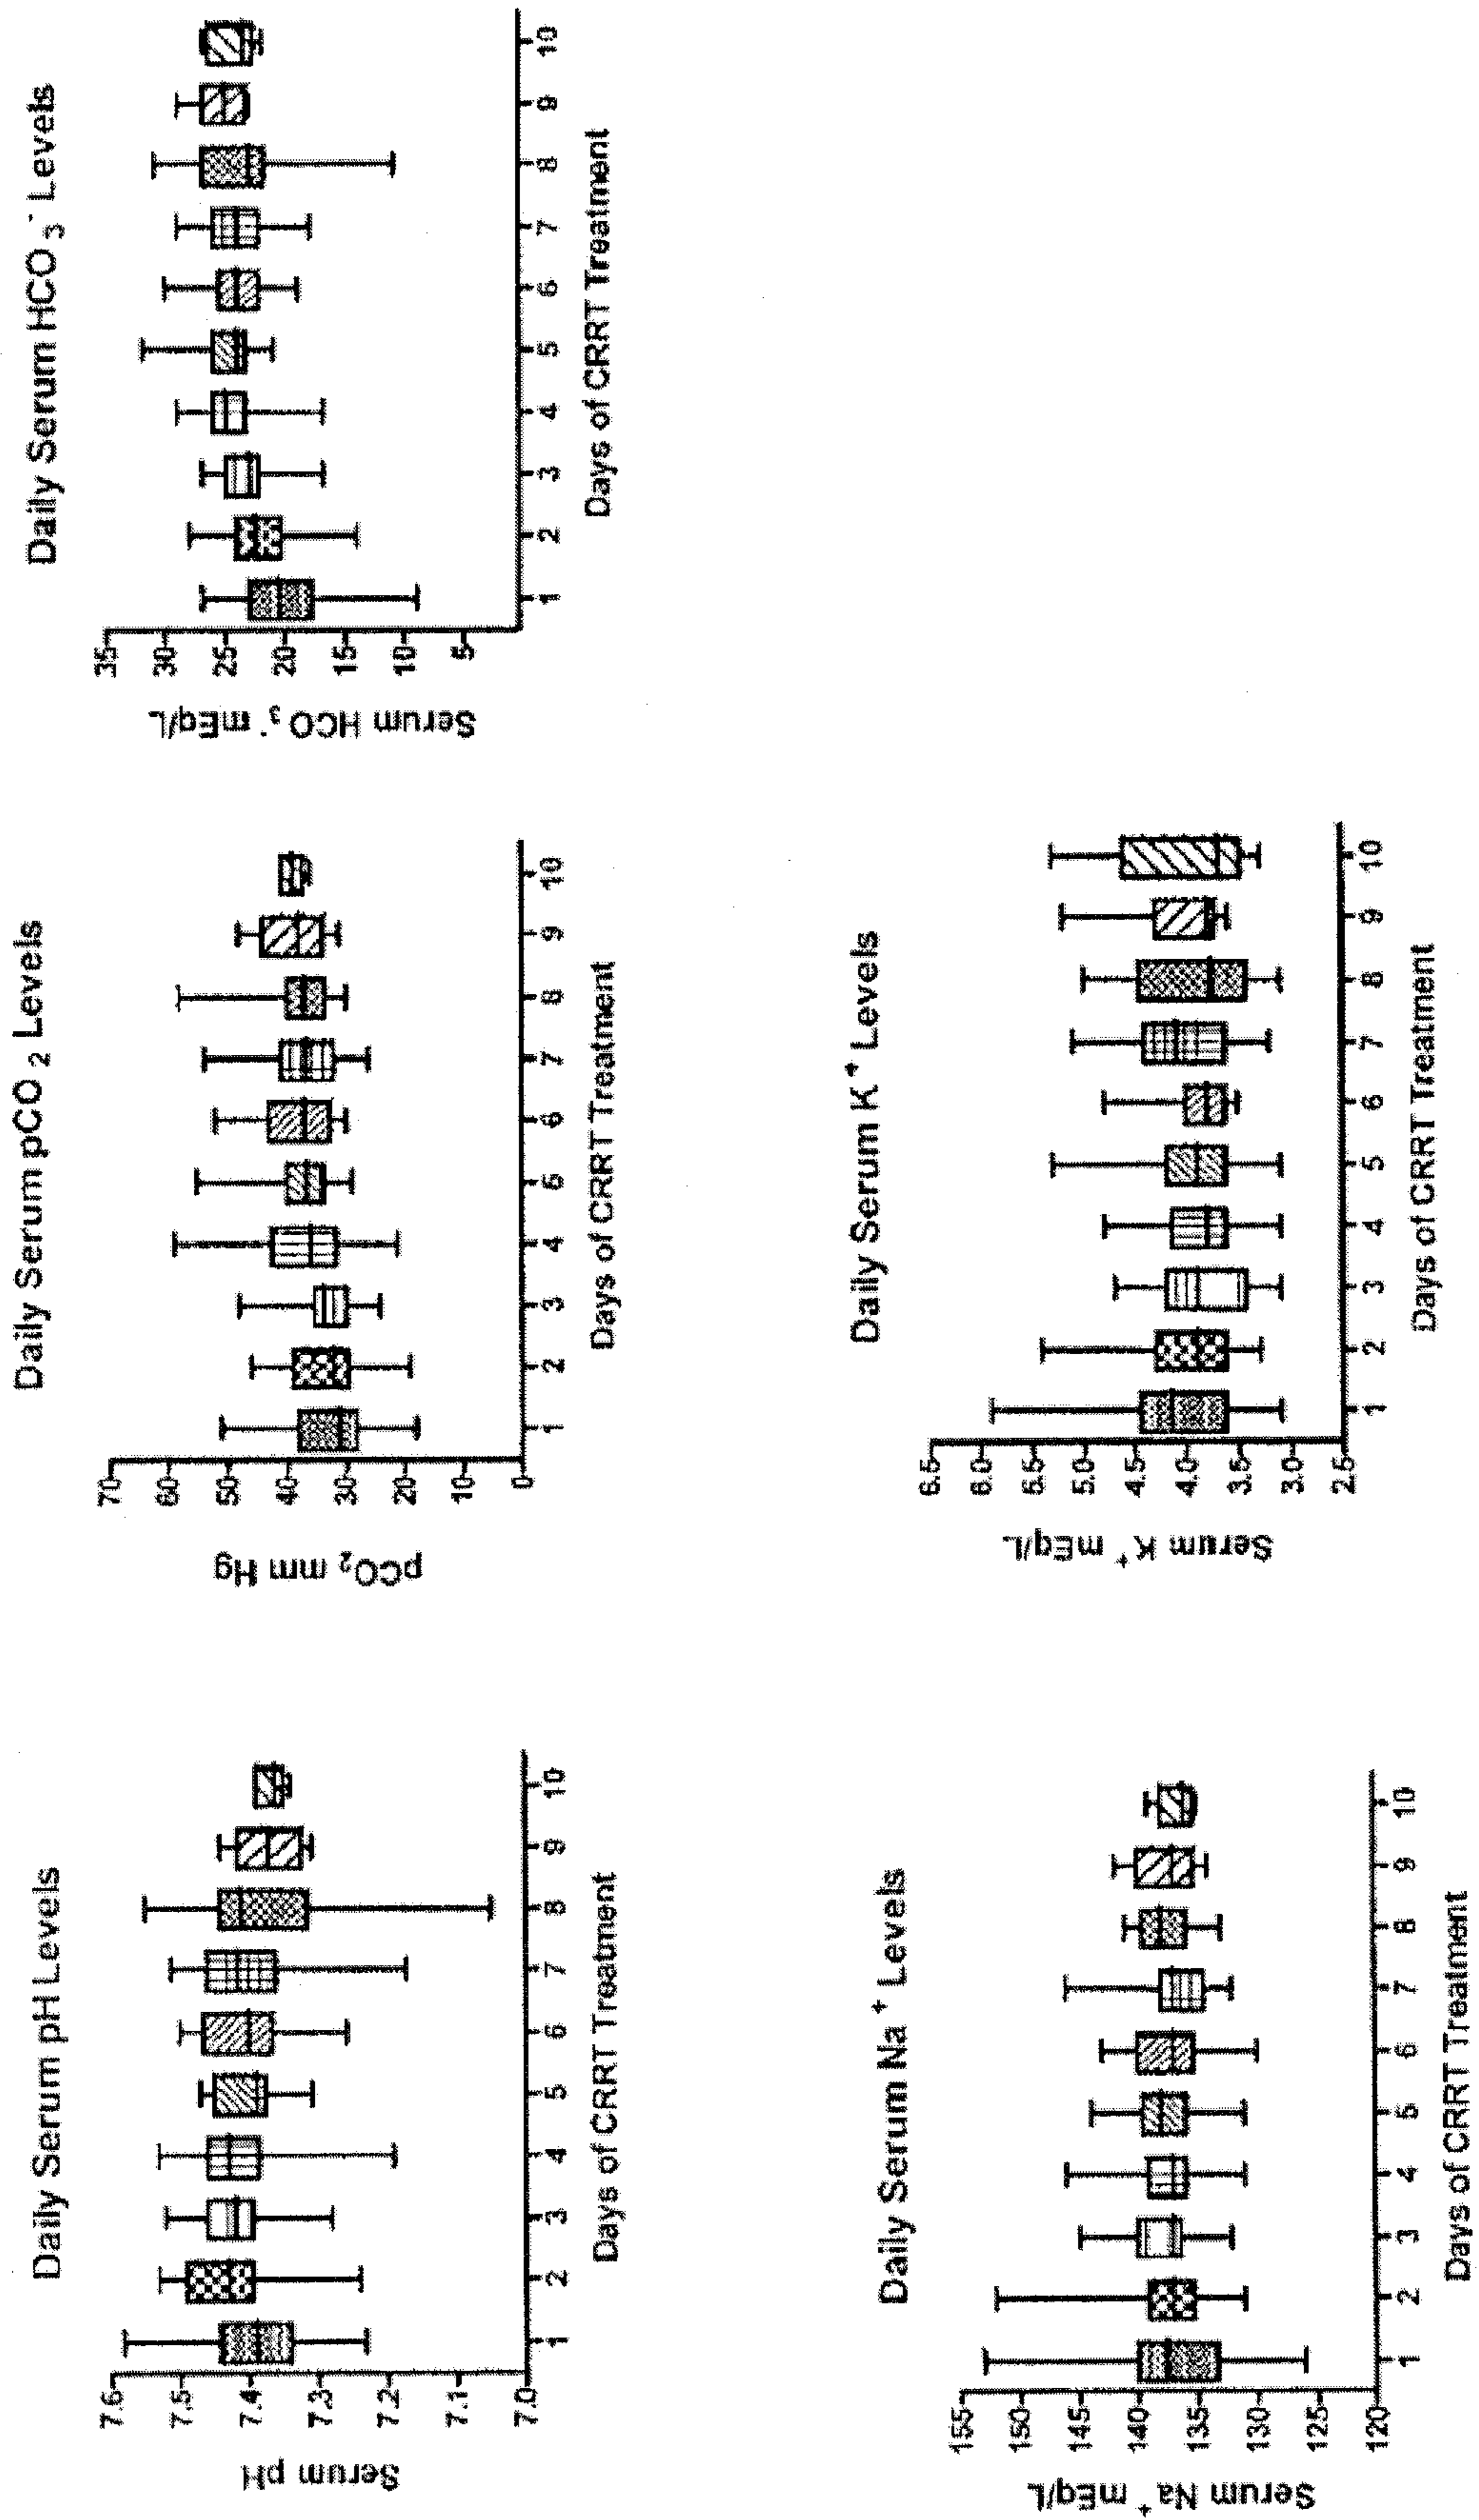 Daily Serum pH Levels
Serum pH
7.6
7.5
7.4
7.3
7.2
7.1
7.0
1 2 3 4 5 6 7 8 9 10
Days of CRRT Treatment
Daily Serum pCO2 Levels
pCO2 mm Hg
70
60
50
40
30
20
10
0
1 2 3 4 5 6 7 8 9 10
Days of CRRT Treatment
Daily Serum HCO3- Levels
Serum HCO3- mEq/L
35
30
25
20
15
10
5
1 2 3 4 5 6 7 8 9 10
Days of CRRT Treatment
Daily Serum Na+ Levels
Serum Na+ mEq/L
155
150
145
140
135
130
125
120
1 2 3 4 5 6 7 8 9 10
Days of CRRT Treatment
Daily Serum K+ Levels
Serum K+ mEq/L
6.5
6.0
5.5
5.0
4.5
4.0
3.5
3.0
2.5
1 2 3 4 5 6 7 8 9 10
Days of CRRT Treatment